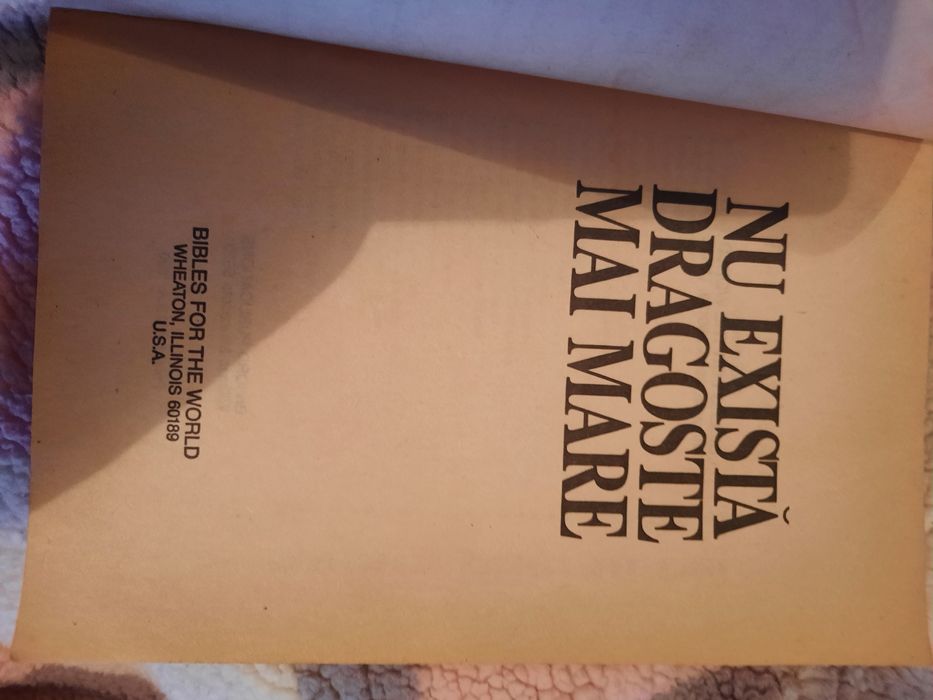 NU EXISTĂ
DRAGOSTE
MAI MARE
BIBLES FOR THE WORLD
WHEATON, ILLINOIS 60189
U.S.A.